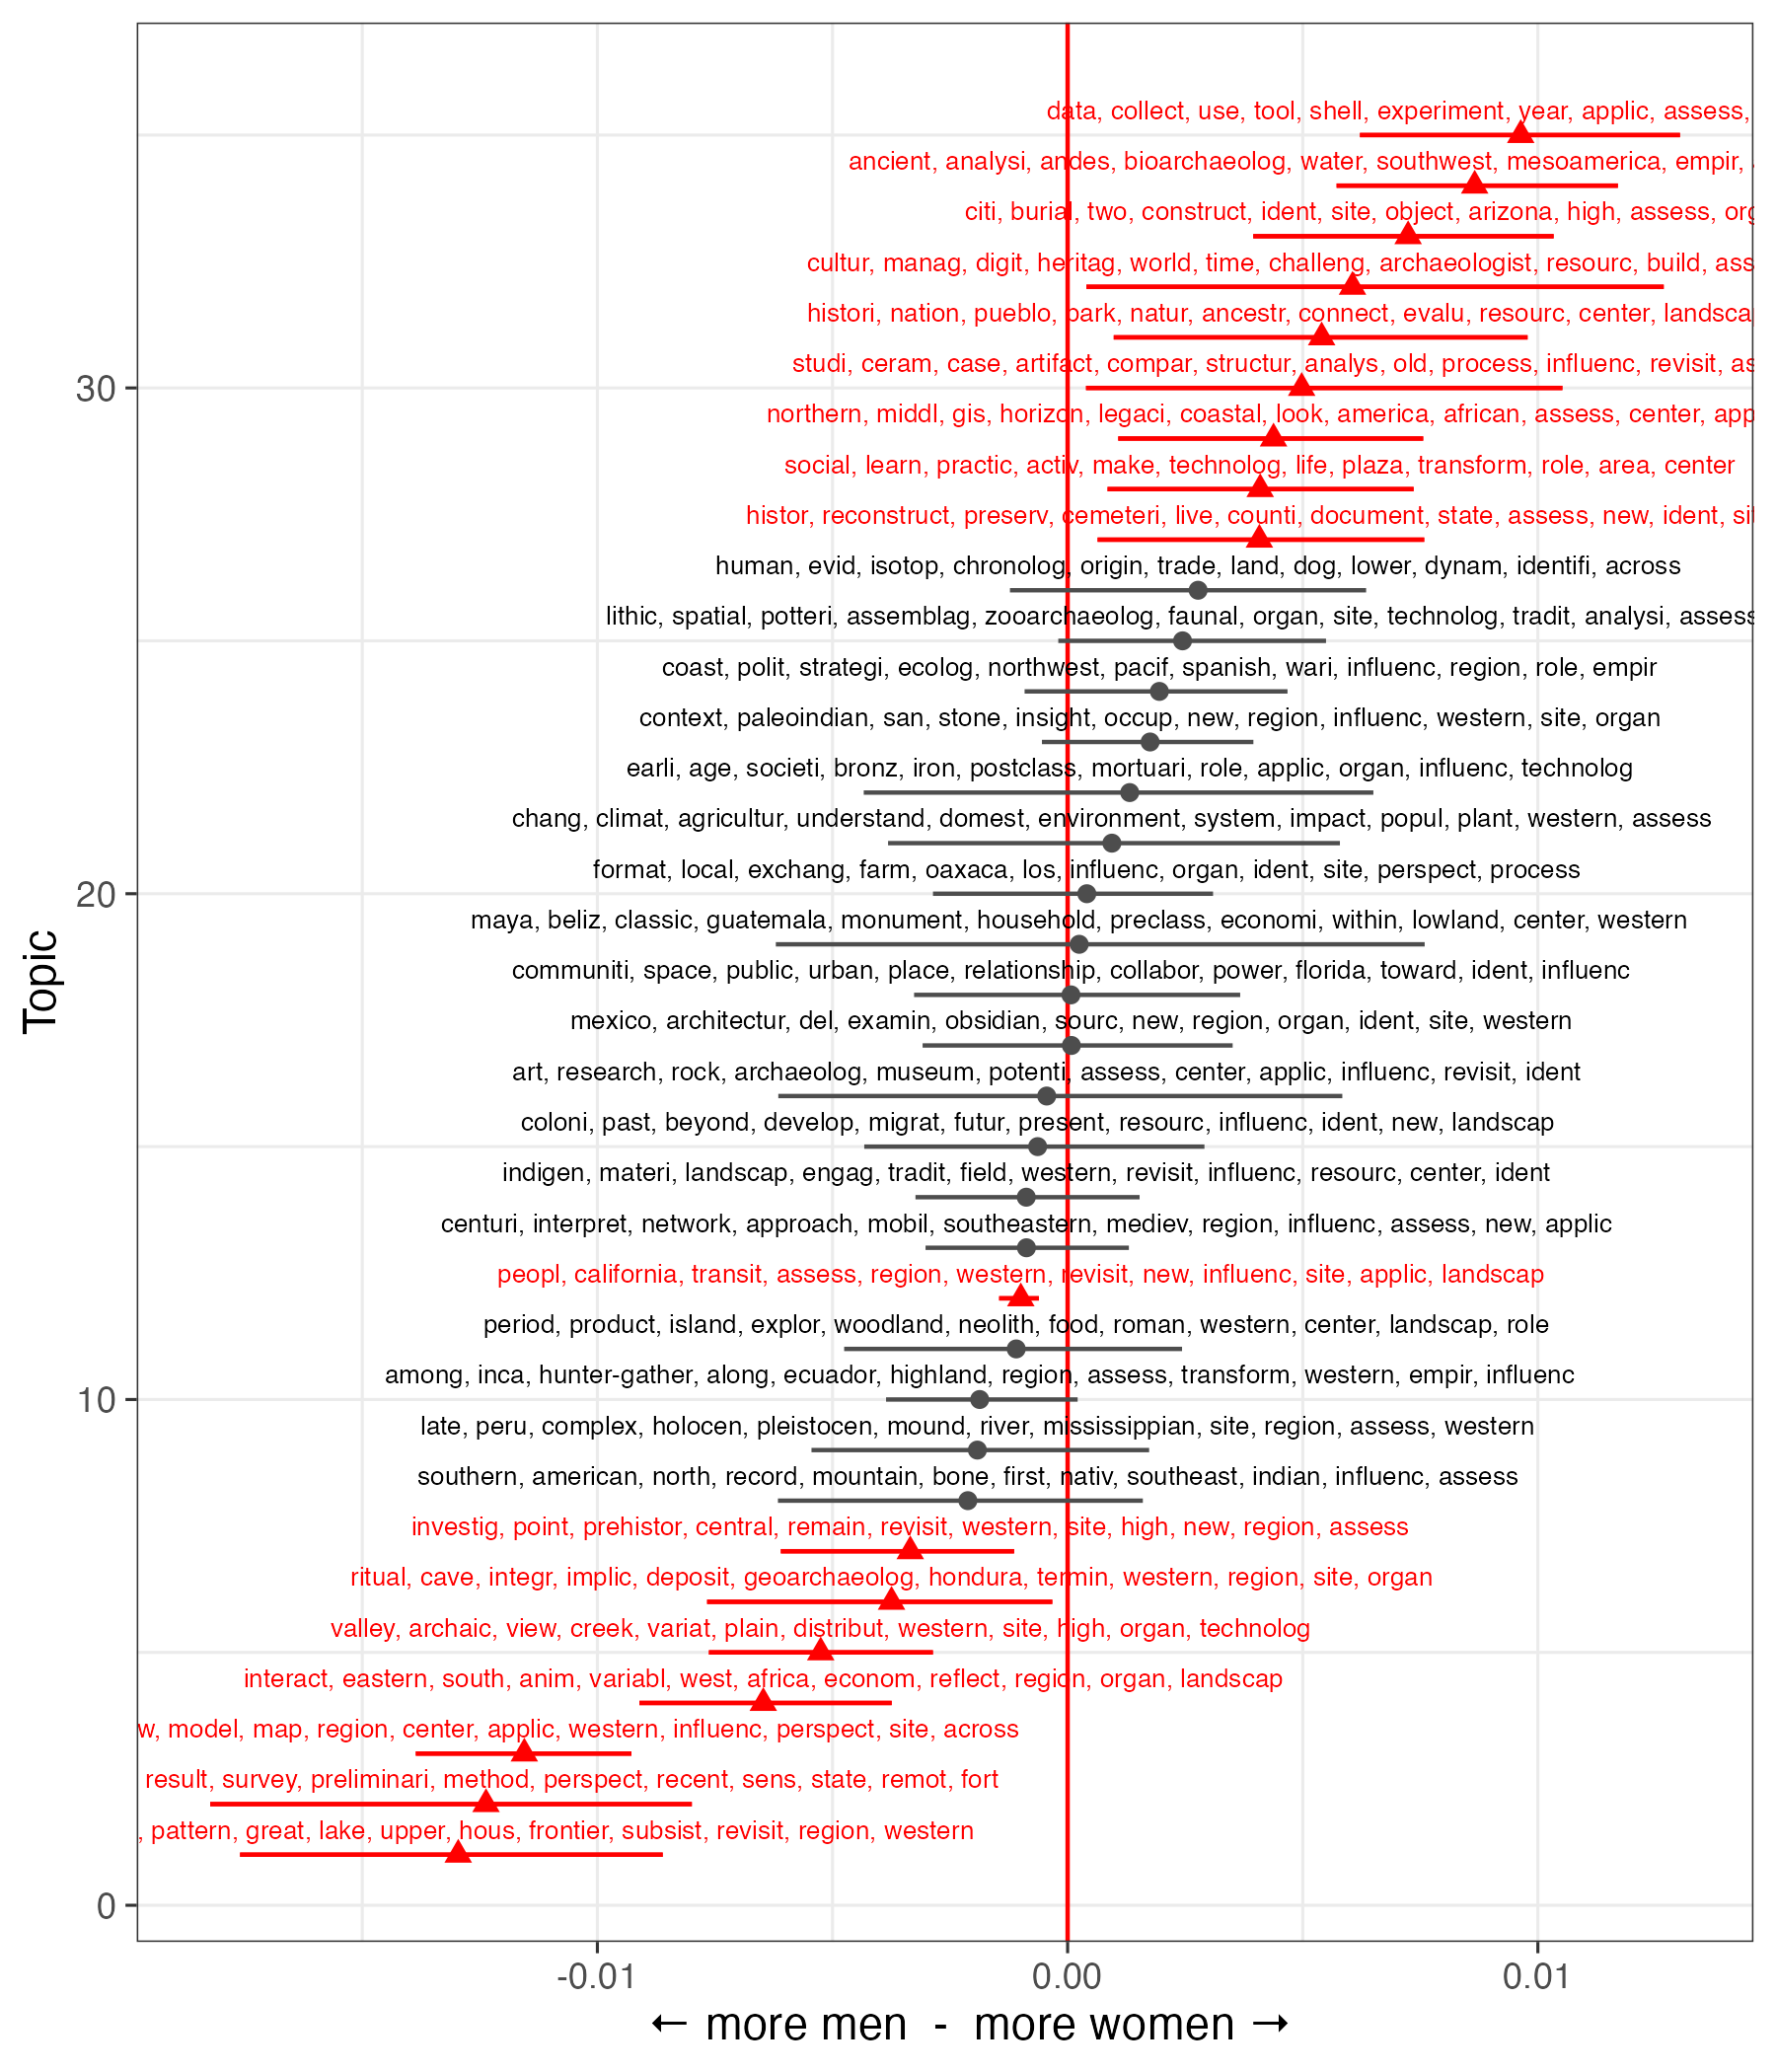 data, collect, use, tool, shell, experiment, year, applic, assess,
ancient, analysi, andes, bioarchaeolog, water, southwest, mesoamerica, empir,
citi, burial, two, construct, ident, site, object, arizona, high, assess, org
cultur, manag, digit, heritag, world, time, challeng, archaeologist, resourc, build, ass
histori, nation, pueblo, park, natur, ancestr, connect, evalu, resourc, center, landsca
studi, ceram, case, artifact, compar, structur, analys, old, process, influenc, revisit, as
30
northern, middl, gis, horizon, legaci, coastal, look, america, african, assess, center, app
social, learn, practic, activ, make, technolog, life, plaza, transform, role, area, center
histor, reconstruct, preserv, cemeteri, live, counti, document, state, assess, new, ident, sit
human, evid, isotop, chronolog, origin, trade, land, dog, lower, dynam, identifi, across
lithic, spatial, potteri, assemblag, zooarchaeolog, faunal, organ, site, technolog, tradit, analysi, assess
coast, polit, strategi, ecolog, northwest, pacif, spanish, wari, influenc, region, role, empir
context, paleoindian, san, stone, insight, occup, new, region, influenc, western, site, organ
earli, age, societi, bronz, iron, postclass, mortuari, role, applic, organ, influenc, technolog
chang, climat, agricultur, understand, domest, environment, system, impact, popul, plant, western, assess
format, local, exchang, farm, oaxaca, los, influenc, organ, ident, site, perspect, process
20
maya, beliz, classic, guatemala, monument, household, preclass, economi, within, lowland, center, western
communiti, space, public, urban, place, relationship, collabor, power, florida, toward, ident, influenc
Topic
mexico, architectur, del, examin, obsidian, sourc, new, region, organ, ident, site, western
art, research, rock, archaeolog, museum, potenti, assess, center, applic, influenc, revisit, ident
coloni, past, beyond, develop, migrat, futur, present, resourc, influenc, ident, new, landscap
indigen, materi, landscap, engag, tradit, field, western, revisit, influenc, resourc, center, ident
centuri, interpret, network, approach, mobil, southeastern, mediev, region, influenc, assess, new, applic
peopl, california, transit, assess, region, western, revisit, new, influenc, site, applic, landscap
period, product, island, explor, woodland, neolith, food, roman, western, center, landscap, role
among, inca, hunter-gather, along, ecuador, highland, region, assess, transform, western, empir, influenc
10
late, peru, complex, holocen, pleistocen, mound, river, mississippian, site, region, assess, western
southern, american, north, record, mountain, bone, first, nativ, southeast, indian, influenc, assess
investig, point, prehistor, central, remain, revisit, western, site, high, new, region, assess
ritual, cave, integr, implic, deposit, geoarchaeolog, hondura, termin, western, region, site, organ
valley, archaic, view, creek, variat, plain, distribut, western, site, high, organ, technolog
interact, eastern, south, anim, variabl, west, africa, econom, reflect, region, organ, landscap
w, model, map, region, center, applic, western, influenc, perspect, site, across
result, survey, preliminari, method, perspect, recent, sens, state, remot, fort
, pattern, great, lake, upper, hous, frontier, subsist, revisit, region, western
0
-0.01 0.00 0.01
← more men - more women →